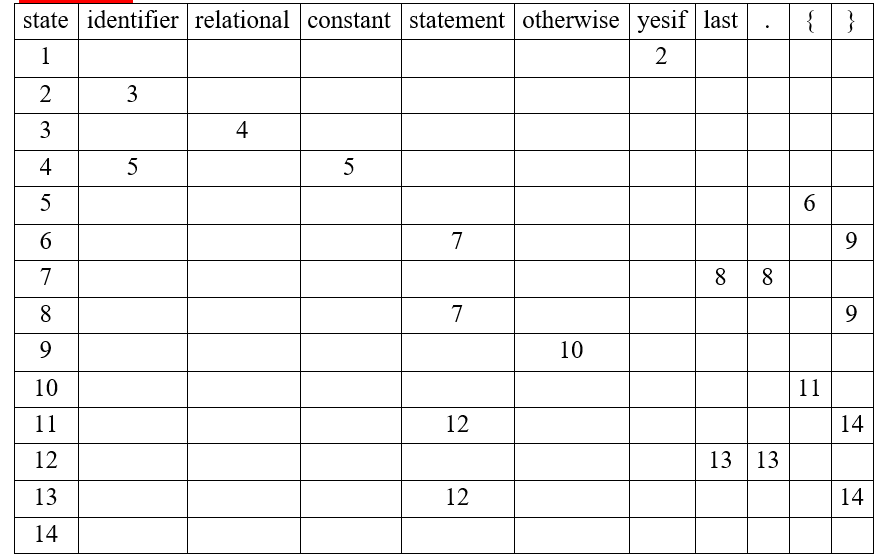 state identifier relational constant statement otherwise yesif last . { }
1 2
2 3
3 4
4 5 5
5 6
6 7 9
7 8 8
8 7 9
9 10
10 11
11 12 14
12 13 13
13 12 14
14